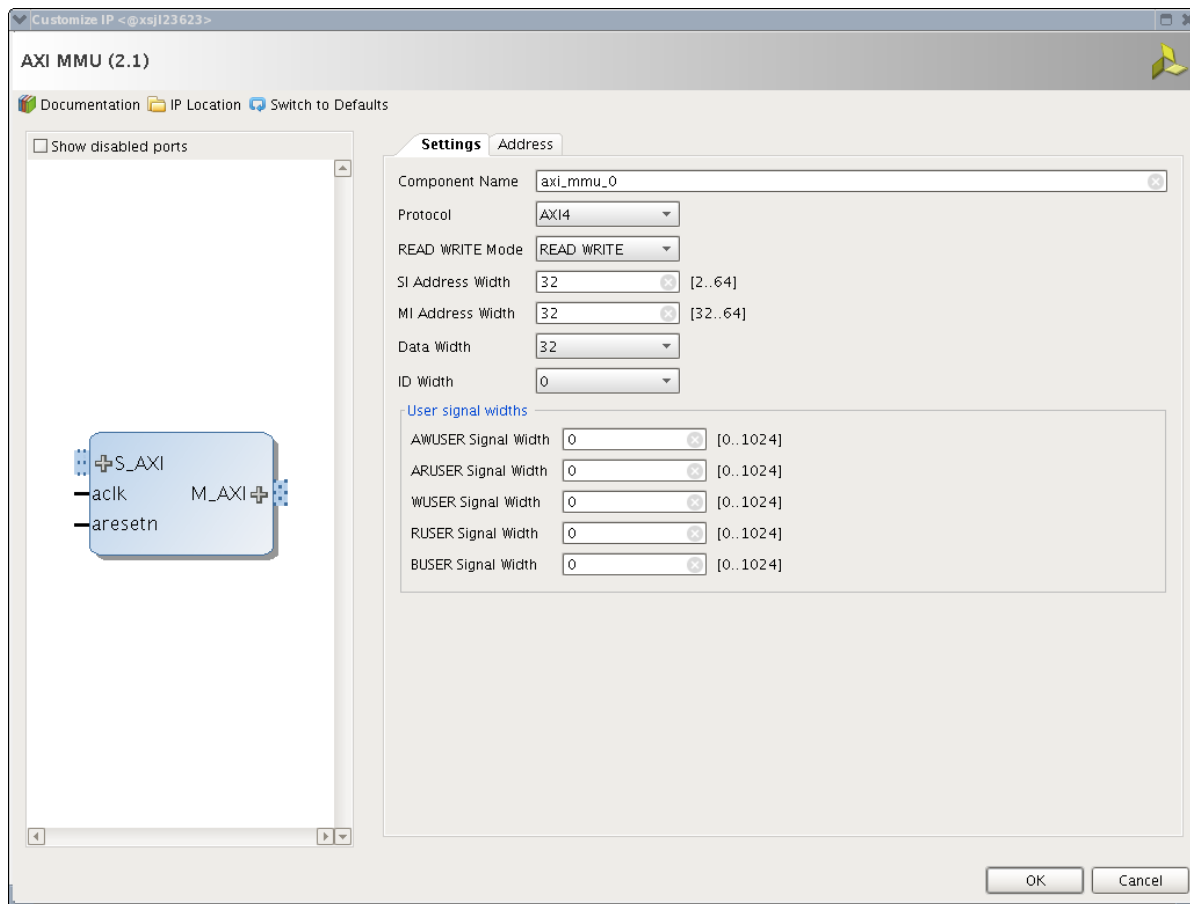 Customize IP <@xsjl23623>
AXI MMU (2.1)
Documentation IP Location Switch to Defaults
Show disabled ports
S_AXI
aclk M_AXI
aresetn
Settings Address
Component Name axi_mmu_0
Protocol AXI4
READ WRITE Mode READ WRITE
SI Address Width 32 [2..64]
MI Address Width 32 [32..64]
Data Width 32
ID Width 0
User signal widths
AWUSER Signal Width 0 [0..1024]
ARUSER Signal Width 0 [0..1024]
WUSER Signal Width 0 [0..1024]
RUSER Signal Width 0 [0..1024]
BUSER Signal Width 0 [0..1024]
OK Cancel